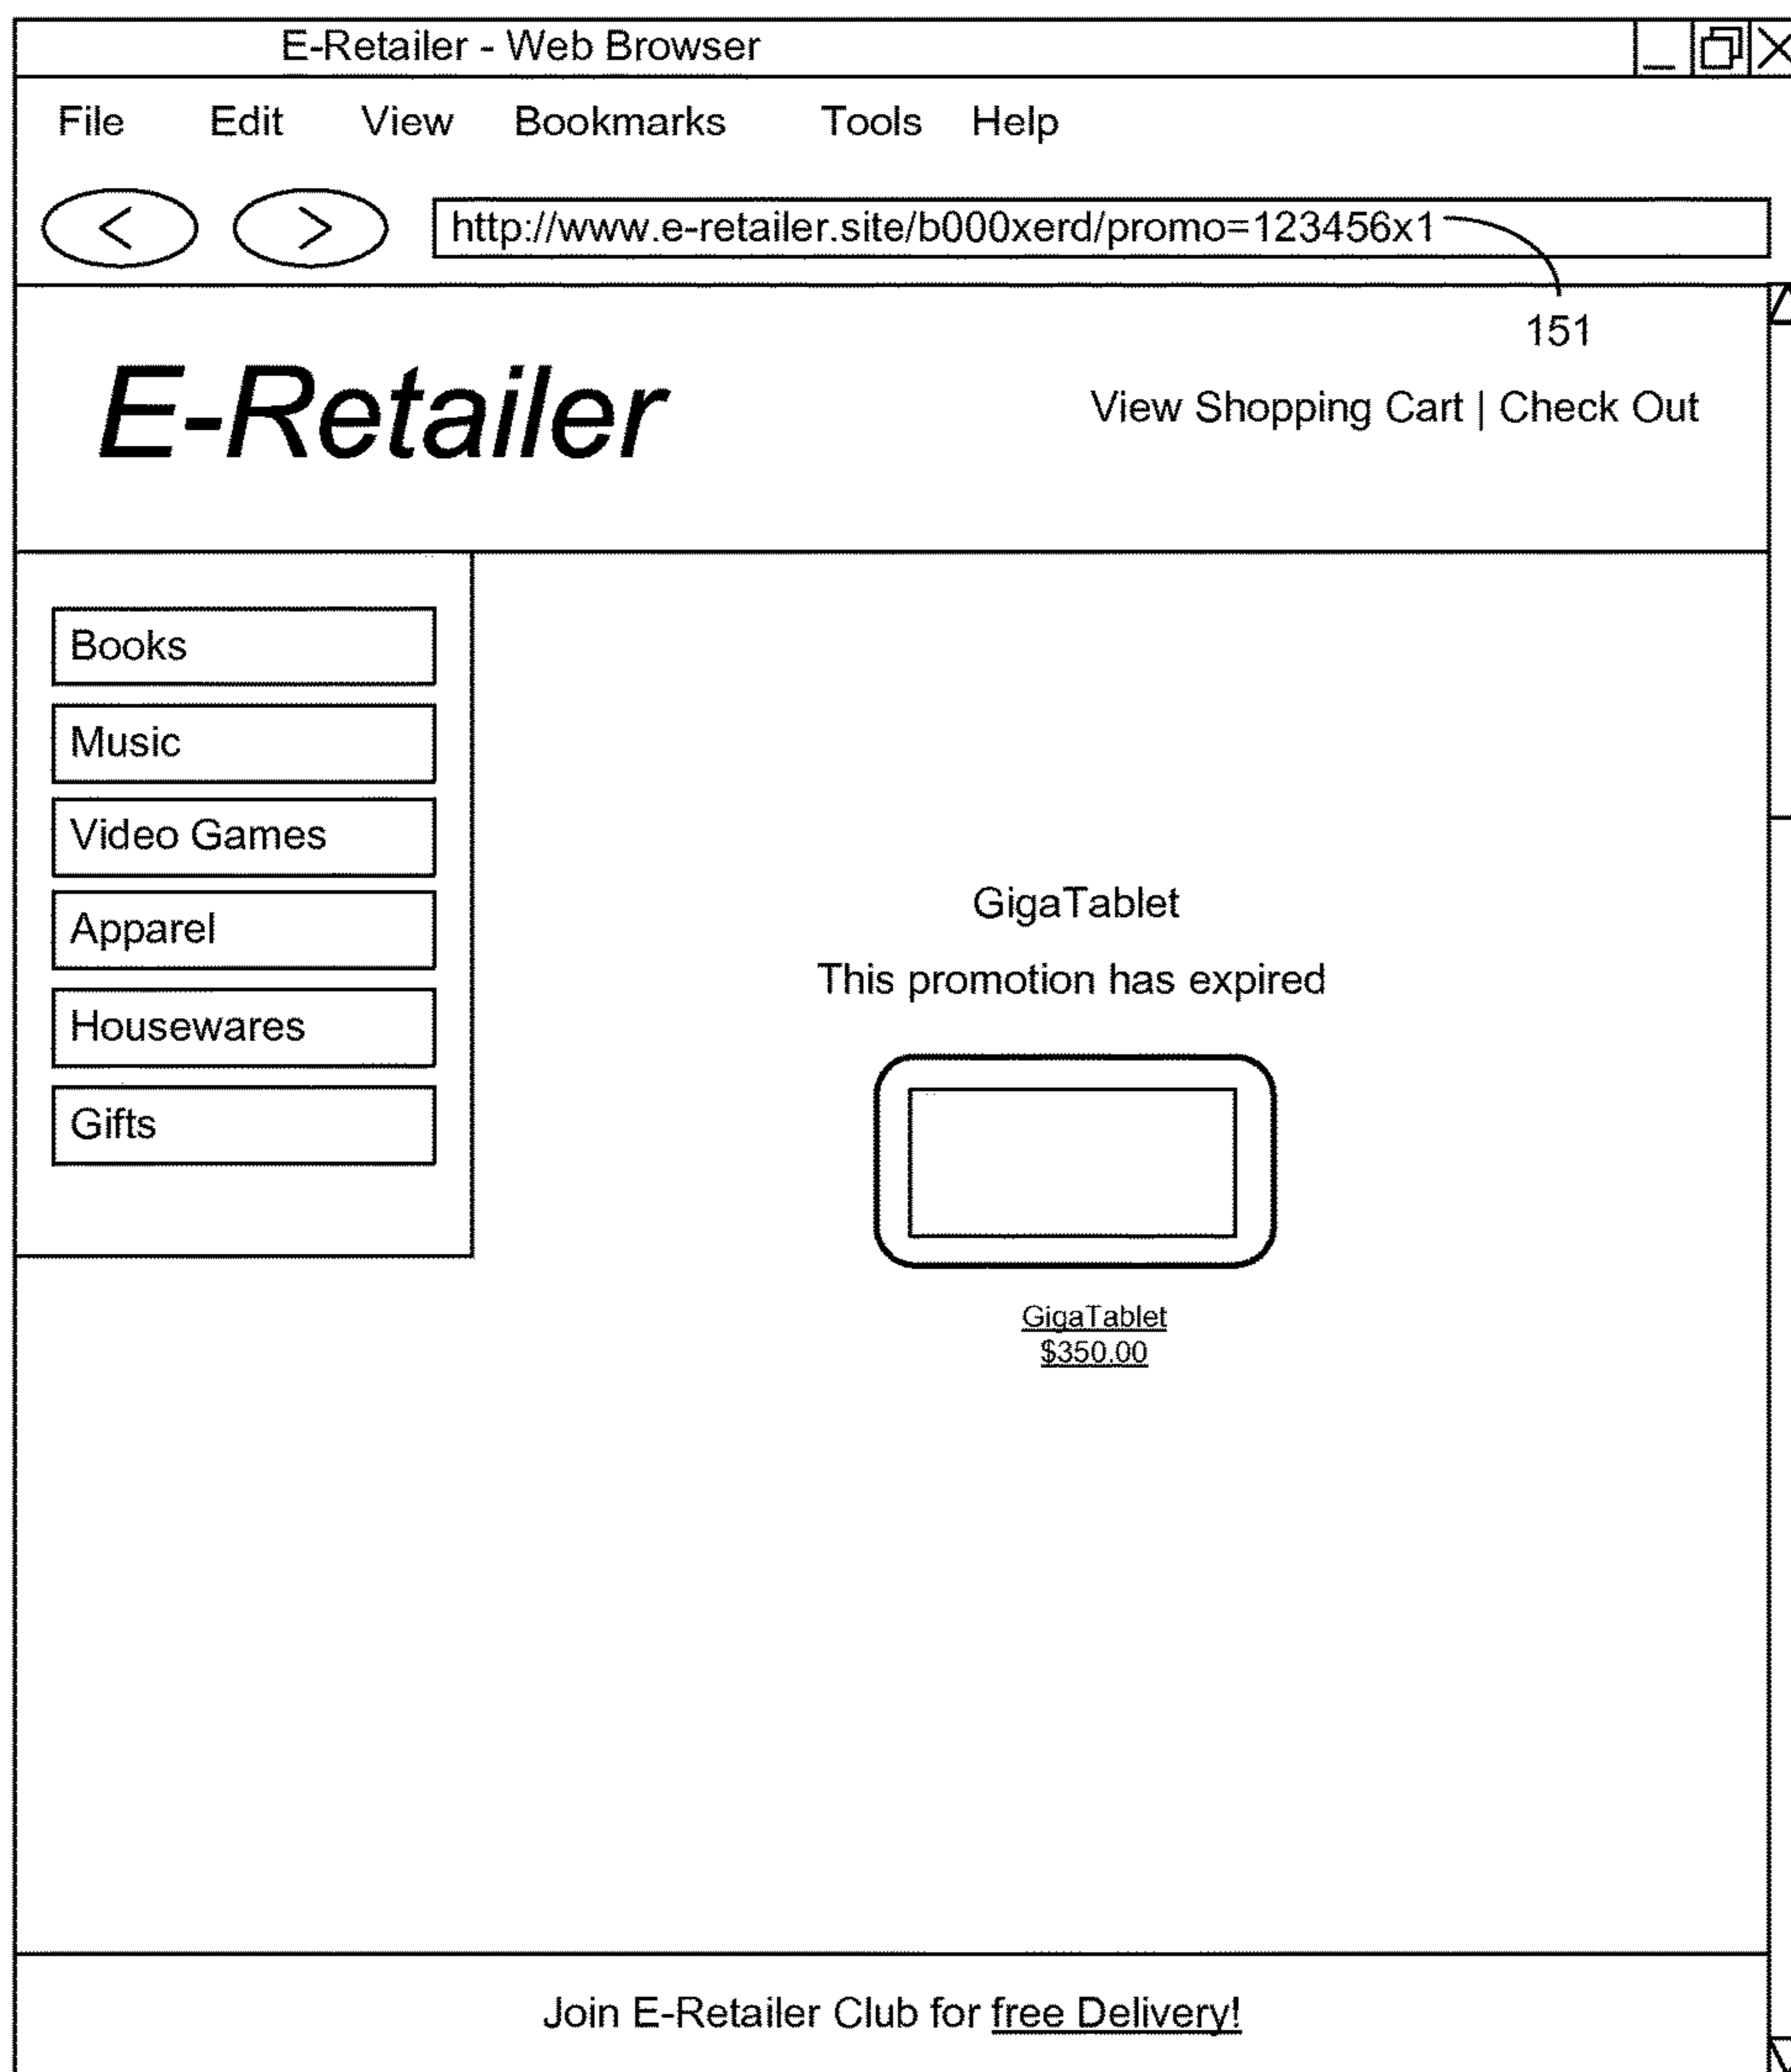 E-Retailer - Web Browser
File Edit View Bookmarks Tools Help
< > http://www.e-retailer.site/b000xerd/promo=123456x1
151
E-Retailer
View Shopping Cart | Check Out
Books
Music
Video Games
Apparel
Housewares
Gifts
GigaTablet
This promotion has expired
GigaTablet
$350.00
Join E-Retailer Club for free Delivery!